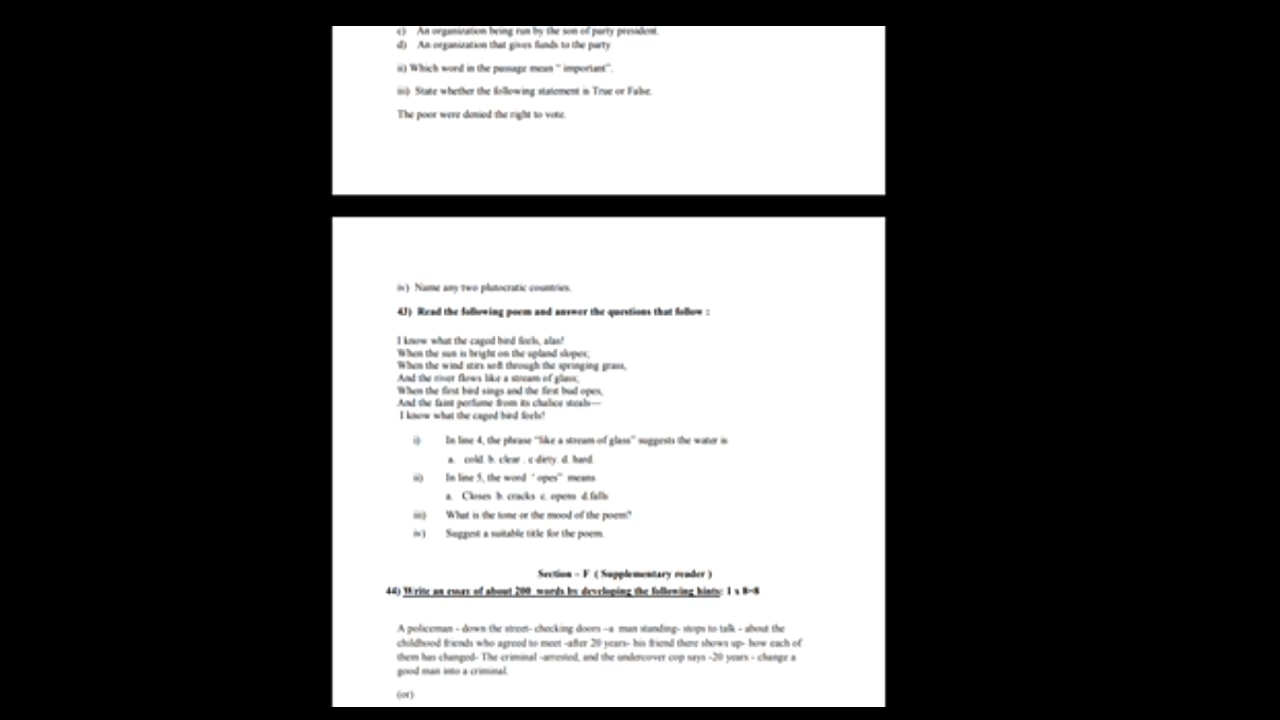 c) An organization being run by the son of party president.
d) An organization that gives funds to the party
ii) Which word in the passage mean " important".
iii) State whether the following statement is True or False.
The poor were denied the right to vote.
iv) Name any two plutocratic countries.
43) Read the following poem and answer the questions that follow :
I know what the caged bird feels, alas!
When the sun is bright on the upland slopes;
When the wind stirs soft through the springing grass,
And the river flows like a stream of glass;
When the first bird sings and the first bud opes,
And the faint perfume from its chalice steals—
I know what the caged bird feels!
i) In line 4, the phrase "like a stream of glass" suggests the water is
a. cold. b. clear . c dirty. d. hard.
ii) In line 5, the word ' opes" means
a. Closes b. cracks c. opens d.falls
iii) What is the tone or the mood of the poem?
iv) Suggest a suitable title for the poem.
Section – F ( Supplementary reader )
44) Write an essay of about 200 words by developing the following hints: 1 x 8=8
A policeman - down the street- checking doors –a man standing- stops to talk - about the
childhood friends who agreed to meet -after 20 years- his friend there shows up- how each of
them has changed- The criminal -arrested, and the undercover cop says -20 years - change a
good man into a criminal.
(or)